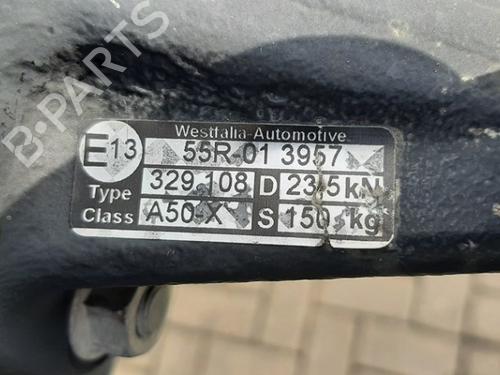 B-PARTS
Westfalia-Automotive
E13 55R-01 3957
Type 329 108 D 23,5 kN
Class A50-X S 150 kg